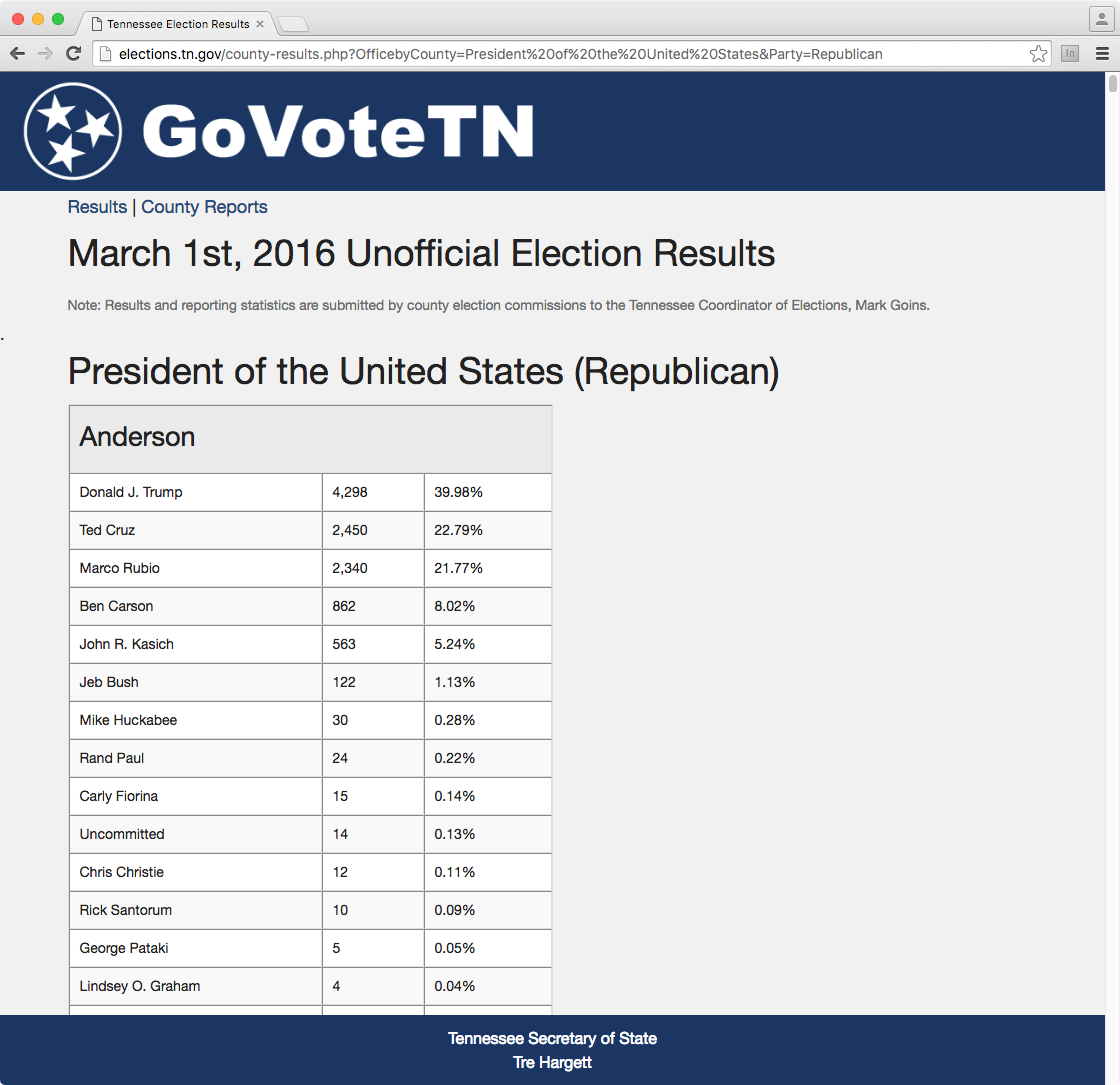 Tennessee Election Results
elections.tn.gov/county-results.php?OfficebyCounty=President%20of%20the%20United%20States&Party=Republican
In
GoVoteTN
Results | County Reports
March 1st, 2016 Unofficial Election Results
Note: Results and reporting statistics are submitted by county election commissions to the Tennessee Coordinator of Elections, Mark Goins.
.
President of the United States (Republican)
Anderson
Donald J. Trump 4,298 39.98%
Ted Cruz 2,450 22.79%
Marco Rubio 2,340 21.77%
Ben Carson 862 8.02%
John R. Kasich 563 5.24%
Jeb Bush 122 1.13%
Mike Huckabee 30 0.28%
Rand Paul 24 0.22%
Carly Fiorina 15 0.14%
Uncommitted 14 0.13%
Chris Christie 12 0.11%
Rick Santorum 10 0.09%
George Pataki 5 0.05%
Lindsey O. Graham 4 0.04%
Tennessee Secretary of State
Tre Hargett